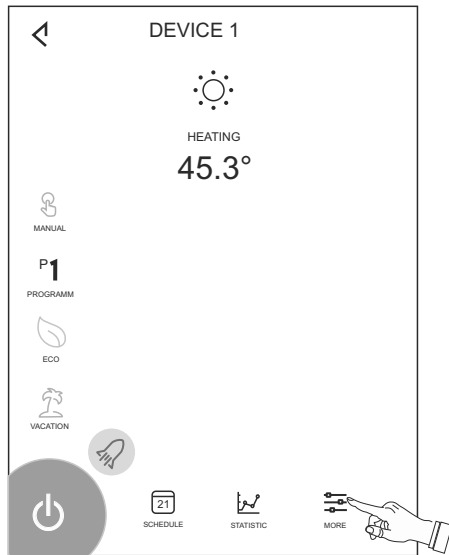 DEVICE 1
HEATING
45.3°
MANUAL
P1
PROGRAMM
ECO
VACATION
21
SCHEDULE
STATISTIC
MORE